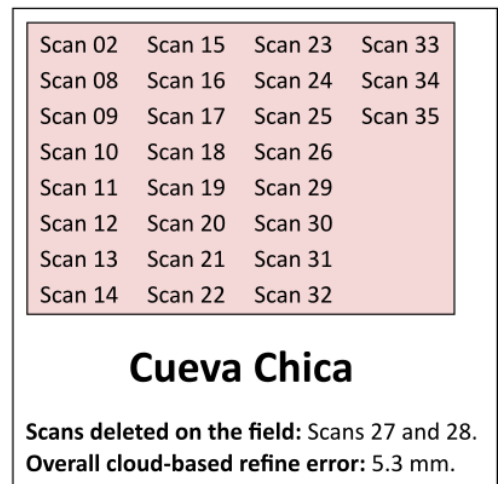 Scan 02 Scan 15 Scan 23 Scan 33
Scan 08 Scan 16 Scan 24 Scan 34
Scan 09 Scan 17 Scan 25 Scan 35
Scan 10 Scan 18 Scan 26
Scan 11 Scan 19 Scan 29
Scan 12 Scan 20 Scan 30
Scan 13 Scan 21 Scan 31
Scan 14 Scan 22 Scan 32
Cueva Chica
Scans deleted on the field: Scans 27 and 28.
Overall cloud-based refine error: 5.3 mm.